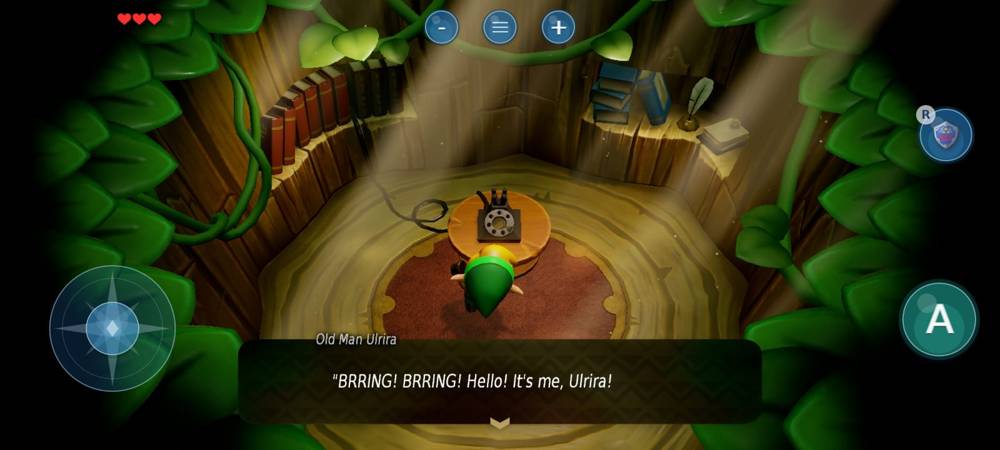 -
+
R
A
Old Man Ulrira
"BRRING! BRRING! Hello! It's me, Ulrira!